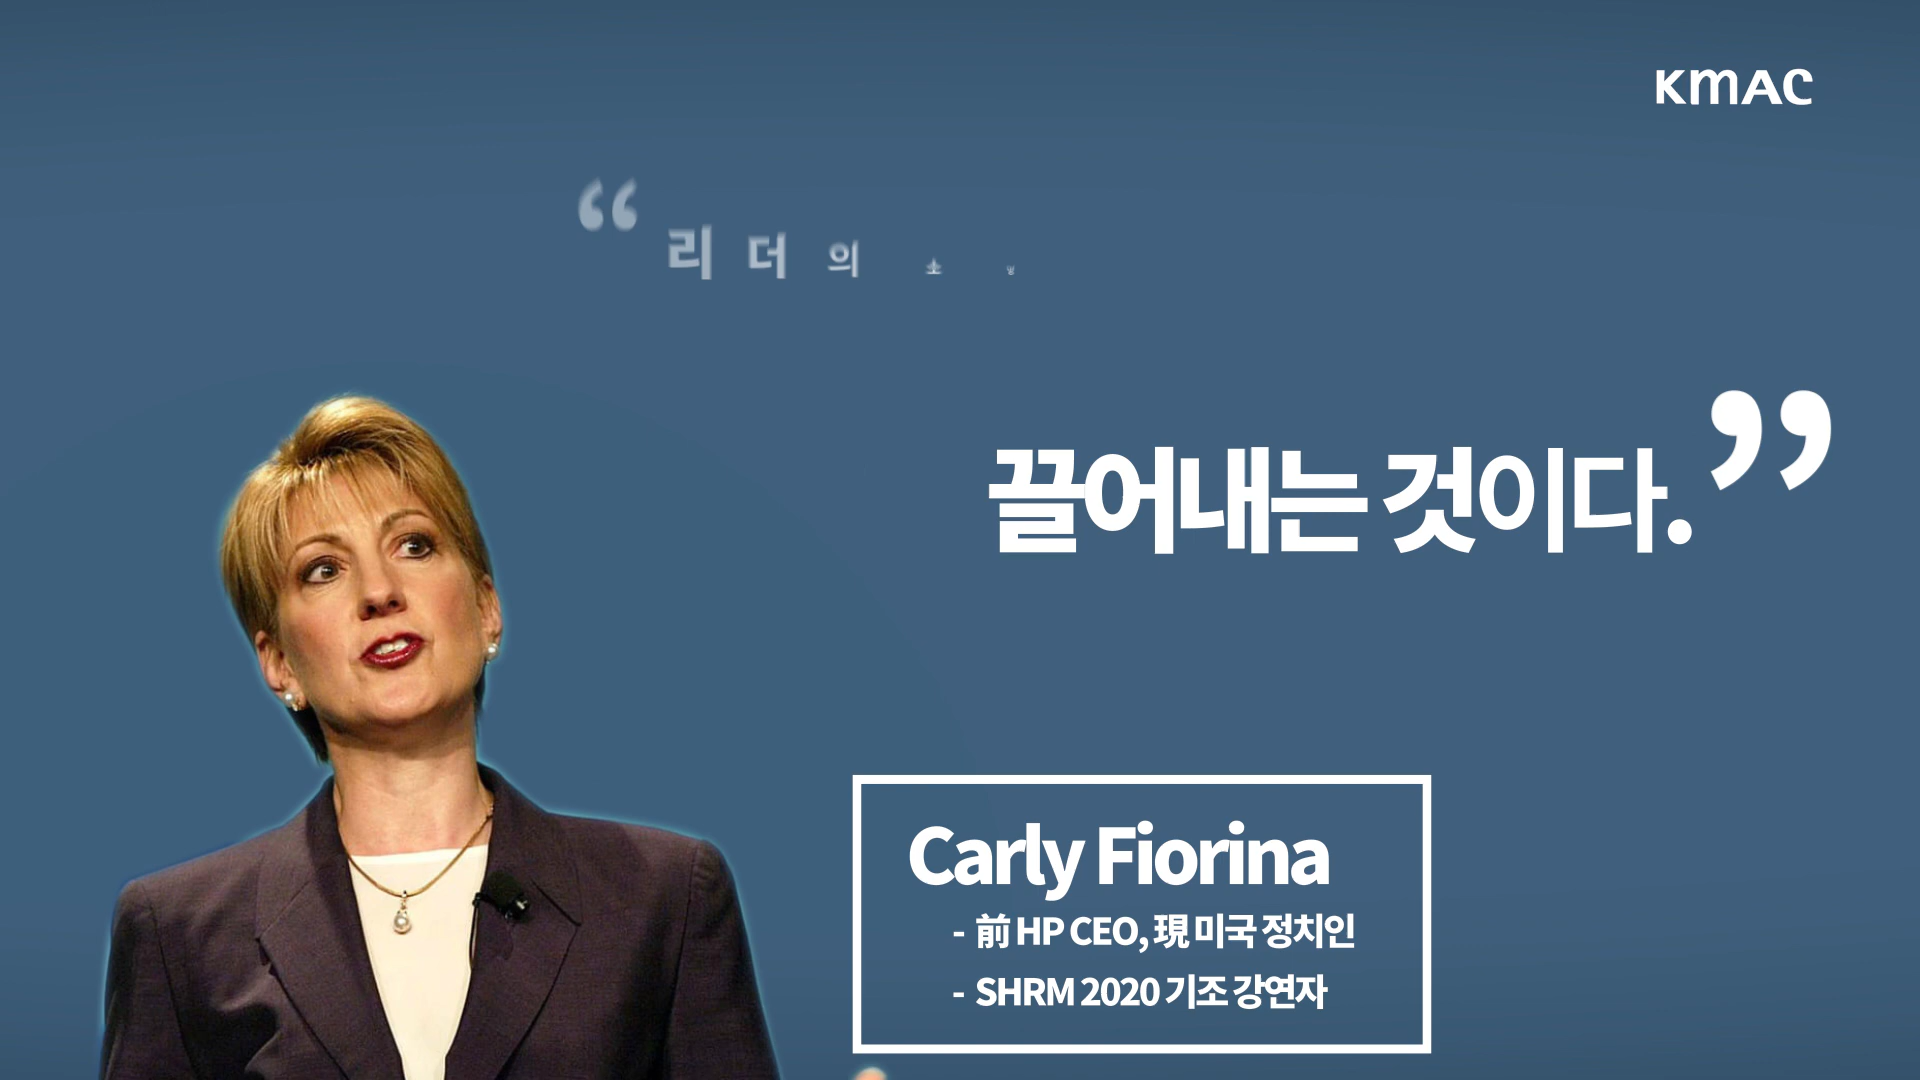 KMAC
“리더의 소
끌어내는 것이다.”
Carly Fiorina
- 前 HP CEO, 現 미국 정치인
- SHRM 2020 기조 강연자